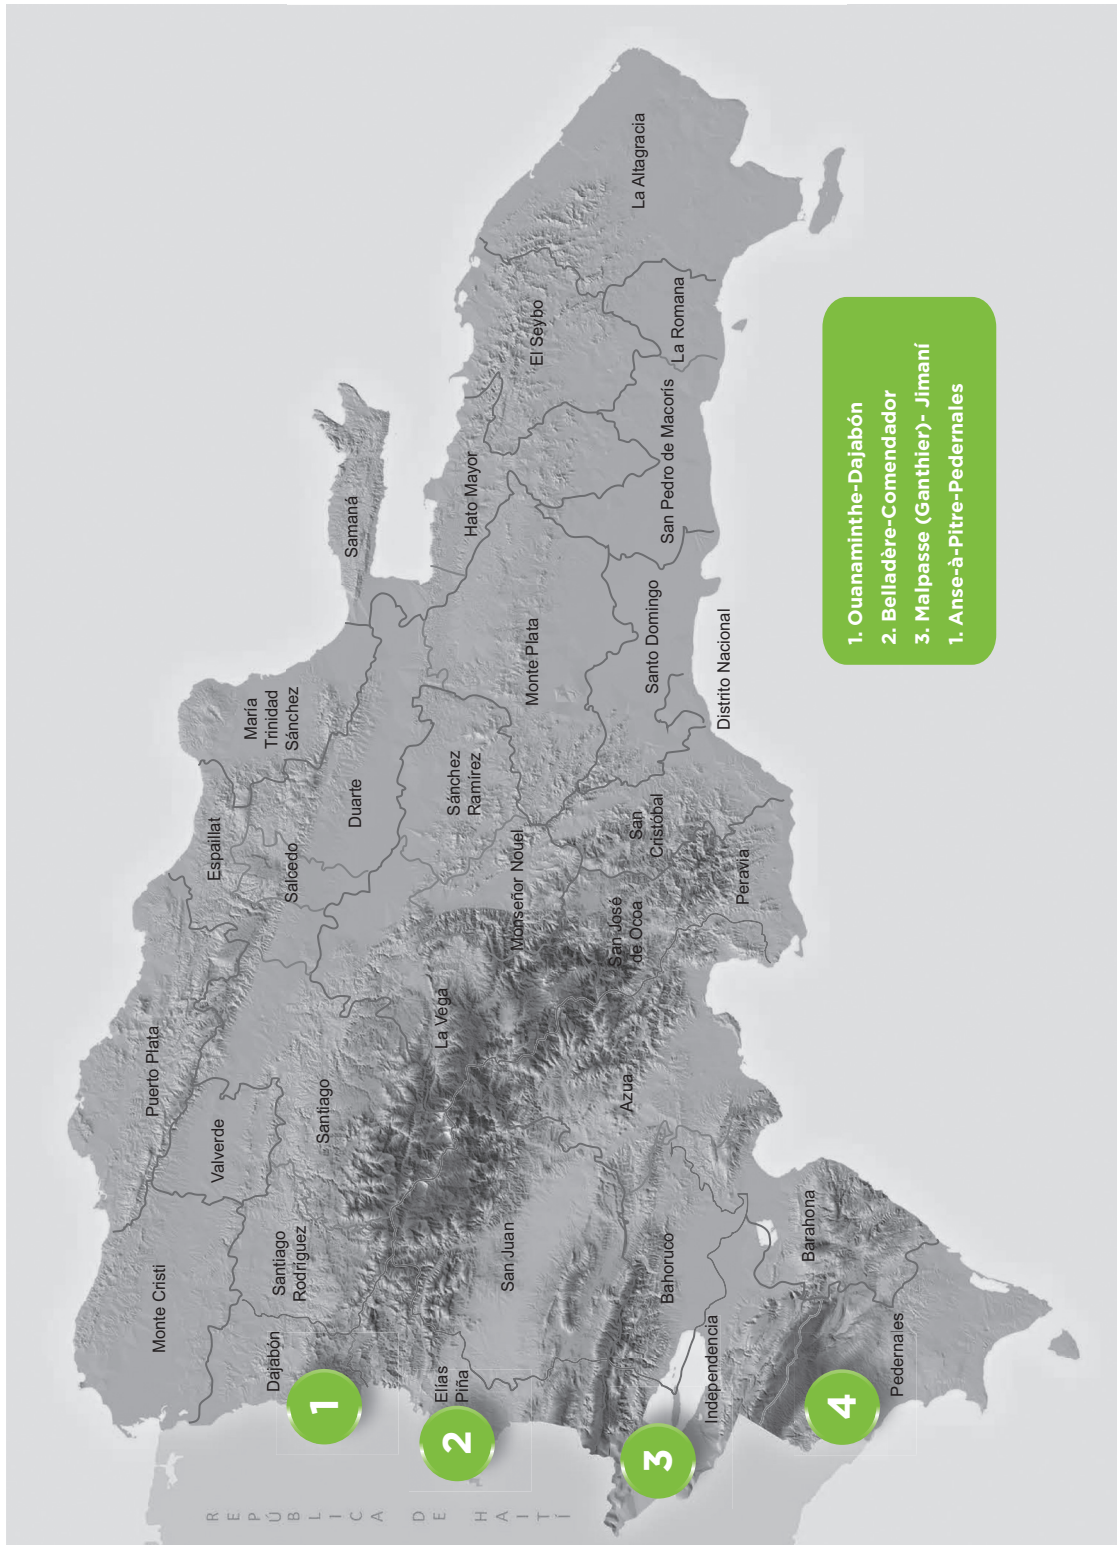 REPÚBLICA DE HAITÍ
Monte Cristi
Puerto Plata
Valverde
Espaillat
María
Trinidad
Sánchez
Dajabón
Santiago
Rodríguez
Santiago
Salcedo
Duarte
Samaná
Elías
Piña
La Vega
Sánchez
Ramírez
Hato Mayor
San Juan
Monseñor Nouel
Monte Plata
El Seybo
Azua
San José
de Ocoa
San
Cristóbal
Santo Domingo
San Pedro de Macorís
La Romana
La Altagracia
Bahoruco
Independencia
Peravia
Distrito Nacional
Barahona
Pedernales
1
2
3
4
1. Ouanaminthe-Dajabón
2. Belladère-Comendador
3. Malpasse (Ganthier)- Jimaní
1. Anse-à-Pitre-Pedernales